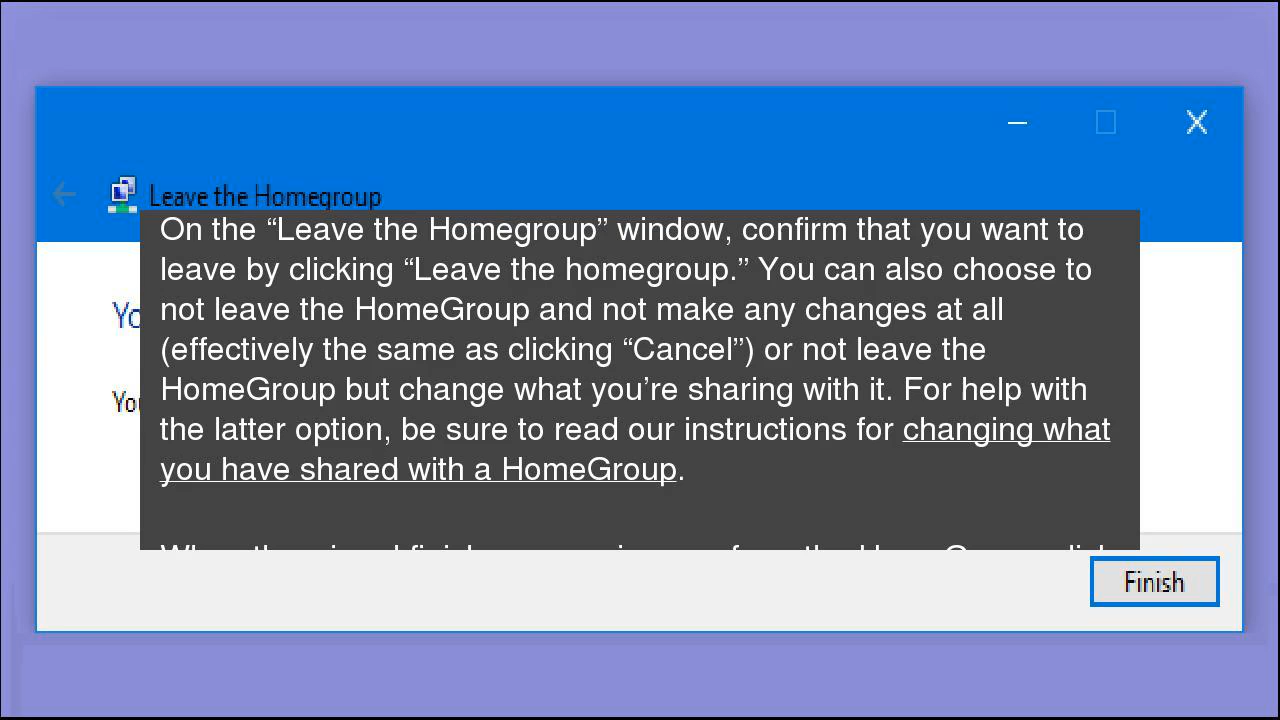 Leave the Homegroup
On the “Leave the Homegroup” window, confirm that you want to
leave by clicking “Leave the homegroup.” You can also choose to
not leave the HomeGroup and not make any changes at all
(effectively the same as clicking “Cancel”) or not leave the
HomeGroup but change what you’re sharing with it. For help with
the latter option, be sure to read our instructions for changing what
you have shared with a HomeGroup.
Finish